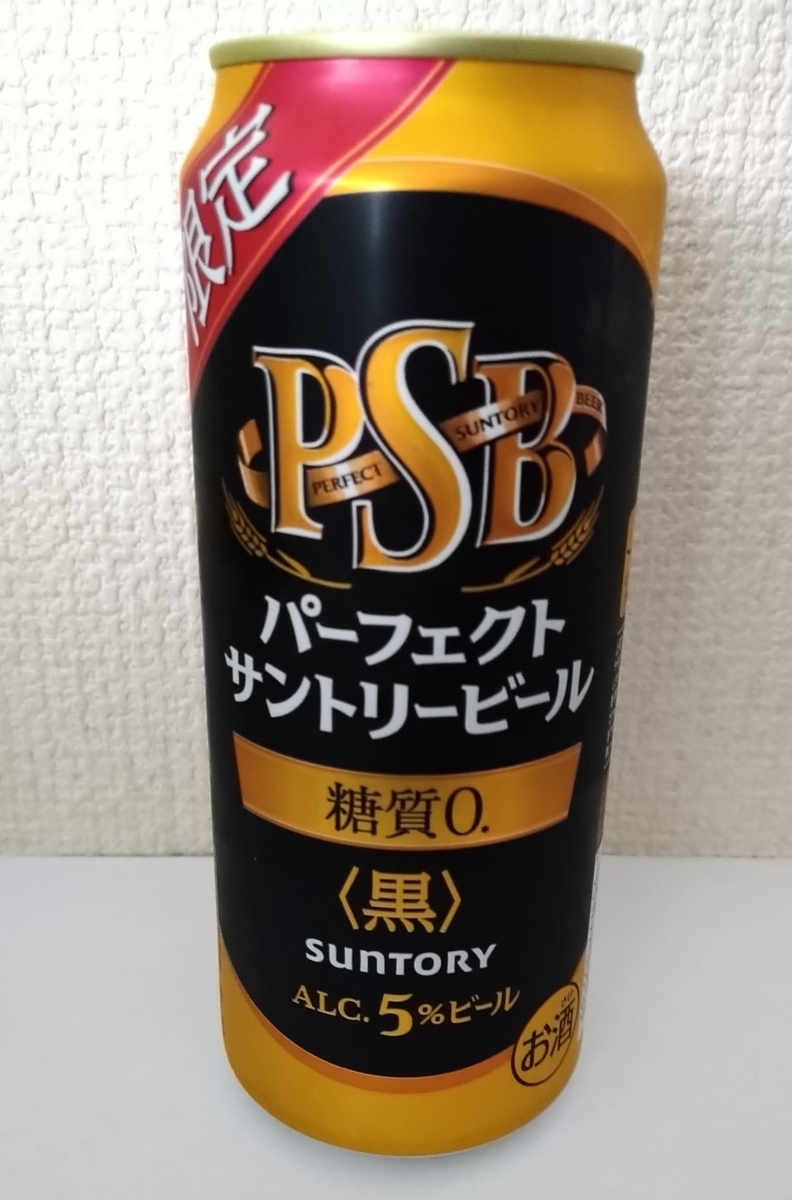 限定
PSB
PERFECT SUNTORY BEER
パーフェクト
サントリービール
糖質0.
〈黒〉
SUNTORY
ALC.5%ビール
お酒